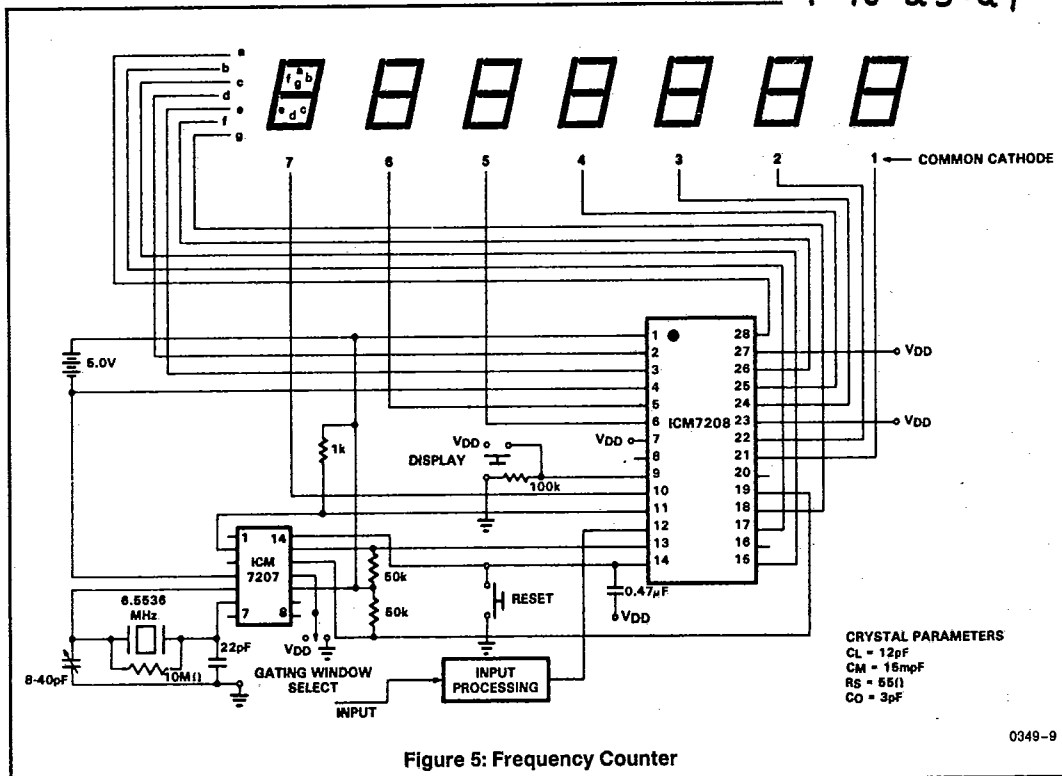 a
b
c
d
e
f
g
a
f b
g
e c
d
7 6 5 4 3 2 1 COMMON CATHODE
5.0V
1k
VDD
DISPLAY
100k
VDD
ICM7208
1 28
2 27 VDD
3 26
4 25
5 24
6 23 VDD
7 22
8 21
9 20
10 19
11 18
12 17
13 16
14 15
1 14
ICM
7207
7 8
50k
50k
RESET
0.47µF
VDD
6.5536
MHz
22pF
10MΩ
8-40pF
VDD
GATING WINDOW
SELECT
INPUT
INPUT
PROCESSING
CRYSTAL PARAMETERS
CL = 12pF
CM = 15mpF
RS = 55Ω
CO = 3pF
0349-9
Figure 5: Frequency Counter